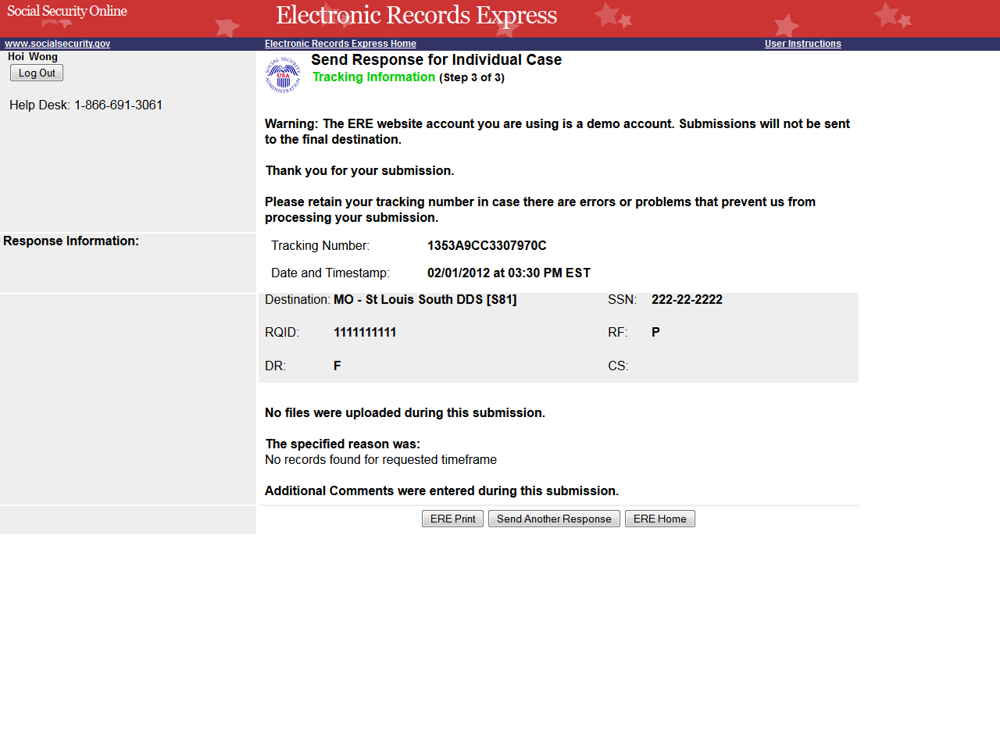 Social Security Online
Electronic Records Express
www.socialsecurity.gov
Electronic Records Express Home
User Instructions
Hoi Wong
Log Out
Help Desk: 1-866-691-3061
SOCIAL SECURITY ADMINISTRATION
USA
Send Response for Individual Case
Tracking Information (Step 3 of 3)
Warning: The ERE website account you are using is a demo account. Submissions will not be sent
to the final destination.
Thank you for your submission.
Please retain your tracking number in case there are errors or problems that prevent us from
processing your submission.
Response Information:
Tracking Number: 1353A9CC3307970C
Date and Timestamp: 02/01/2012 at 03:30 PM EST
Destination: MO - St Louis South DDS [S81] SSN: 222-22-2222
RQID: 1111111111 RF: P
DR: F CS:
No files were uploaded during this submission.
The specified reason was:
No records found for requested timeframe
Additional Comments were entered during this submission.
ERE Print Send Another Response ERE Home